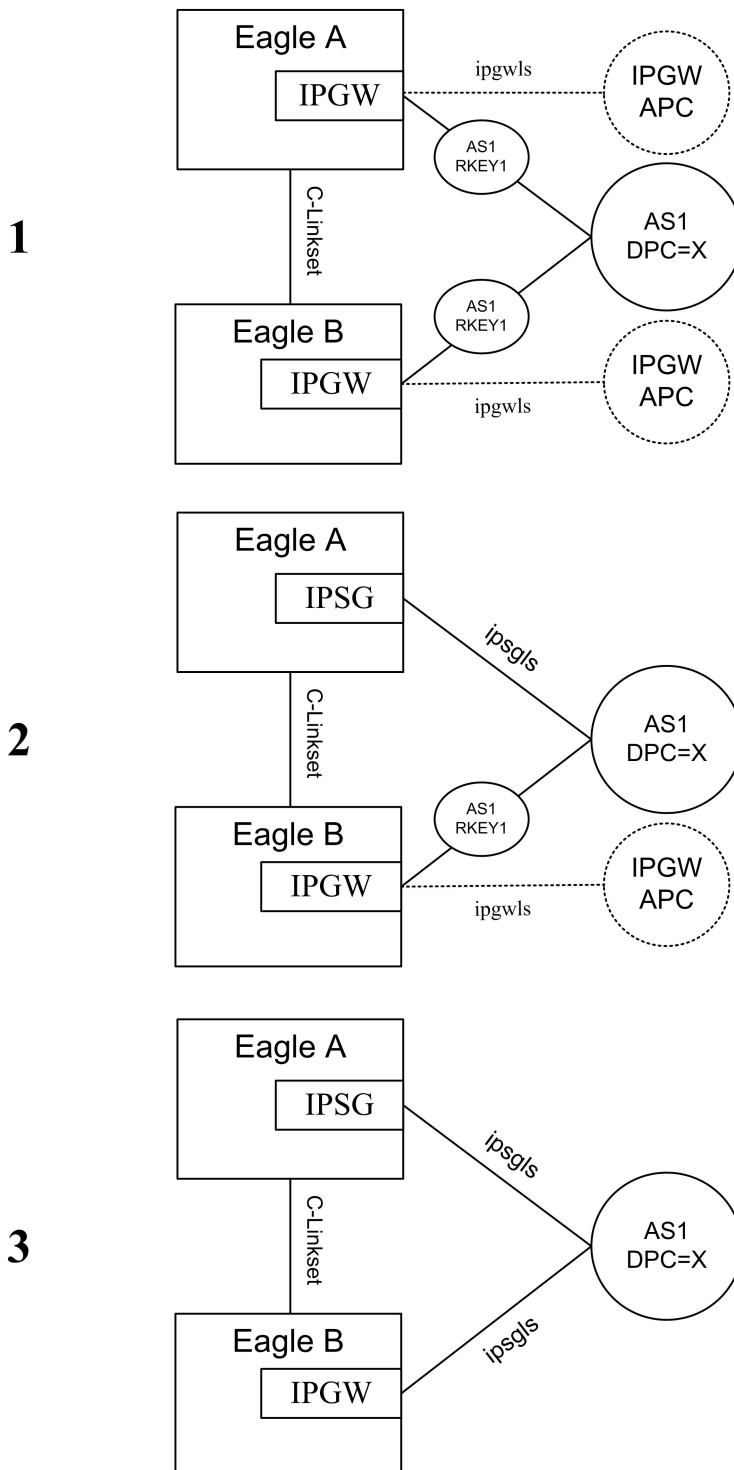 1
Eagle A
IPGW
ipgwls
IPGW
APC
AS1
RKEY1
C-Linkset
AS1
DPC=X
AS1
RKEY1
Eagle B
IPGW
ipgwls
IPGW
APC
2
Eagle A
IPSG
ipsgls
C-Linkset
AS1
DPC=X
AS1
RKEY1
Eagle B
IPGW
ipgwls
IPGW
APC
3
Eagle A
IPSG
ipsgls
C-Linkset
AS1
DPC=X
ipsgls
Eagle B
IPGW